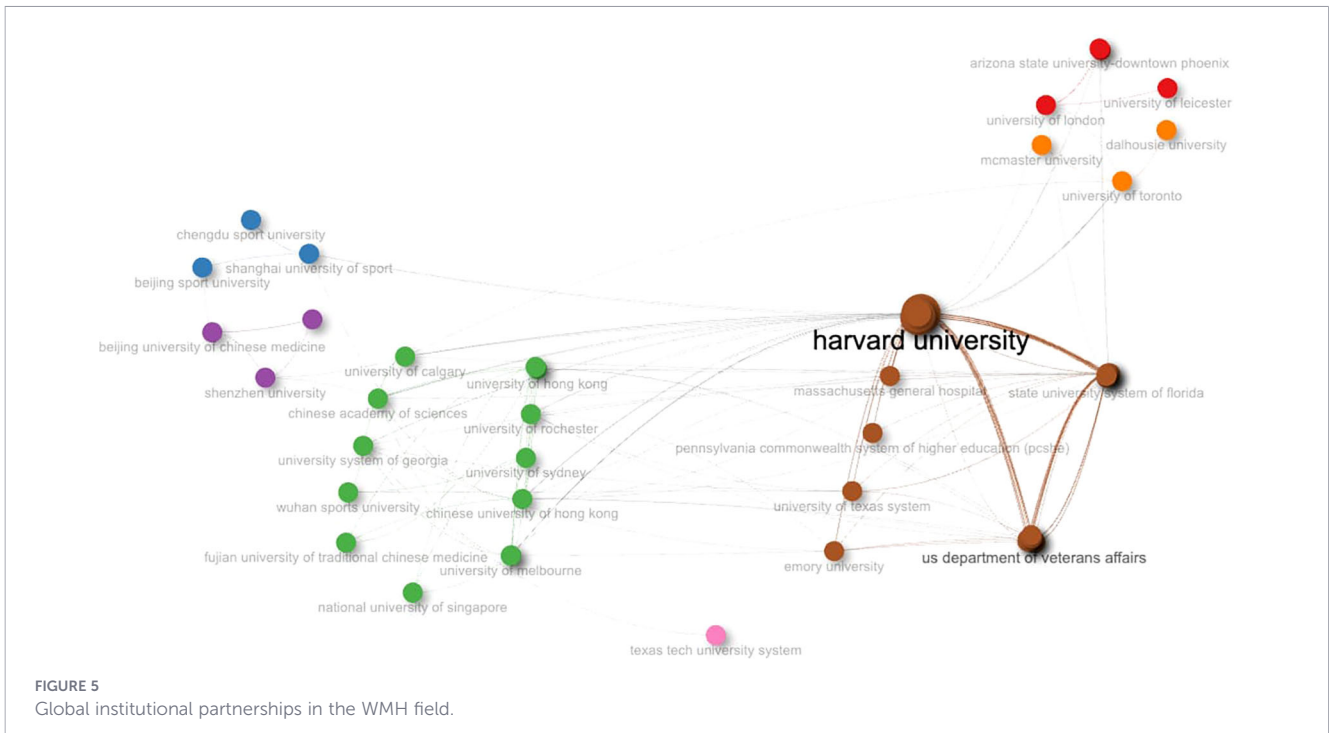 arizona state university-downtown phoenix
university of leicester
university of london
dalhousie university
mcmaster university
university of toronto
chengdu sport university
shanghai university of sport
beijing sport university
harvard university
beijing university of chinese medicine
university of calgary
university of hong kong
massachusetts general hospital
state university system of florida
shenzhen university
chinese academy of sciences
university of rochester
pennsylvania commonwealth system of higher education (pcshe)
university system of georgia
university of sydney
wuhan sports university
chinese university of hong kong
university of texas system
fujian university of traditional chinese medicine
university of melbourne
emory university
us department of veterans affairs
national university of singapore
texas tech university system
FIGURE 5
Global institutional partnerships in the WMH field.